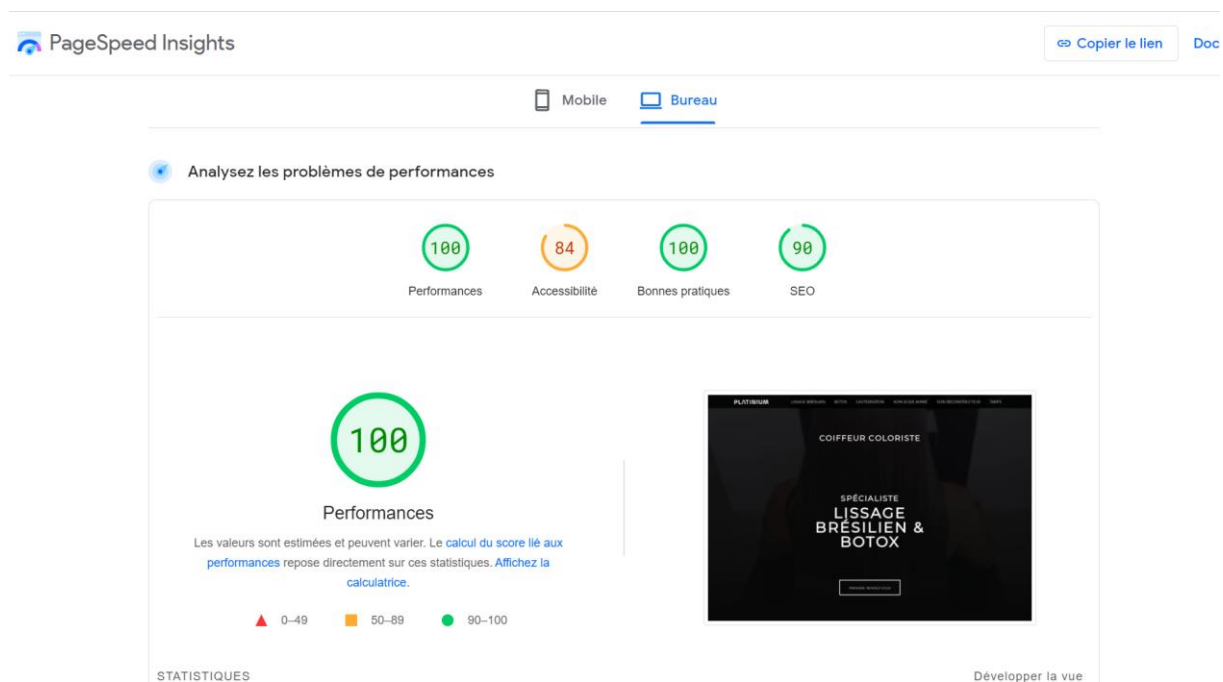 PageSpeed Insights
Copier le lien
Doc
Mobile
Bureau
Analysez les problèmes de performances
100
84
100
90
Performances
Accessibilité
Bonnes pratiques
SEO
100
Performances
Les valeurs sont estimées et peuvent varier. Le calcul du score lié aux
performances repose directement sur ces statistiques. Affichez la
calculatrice.
0–49
50–89
90–100
PLATINIUM
COIFFEUR COLORISTE
SPÉCIALISTE
LISSAGE
BRÉSILIEN &
BOTOX
STATISTIQUES
Développer la vue